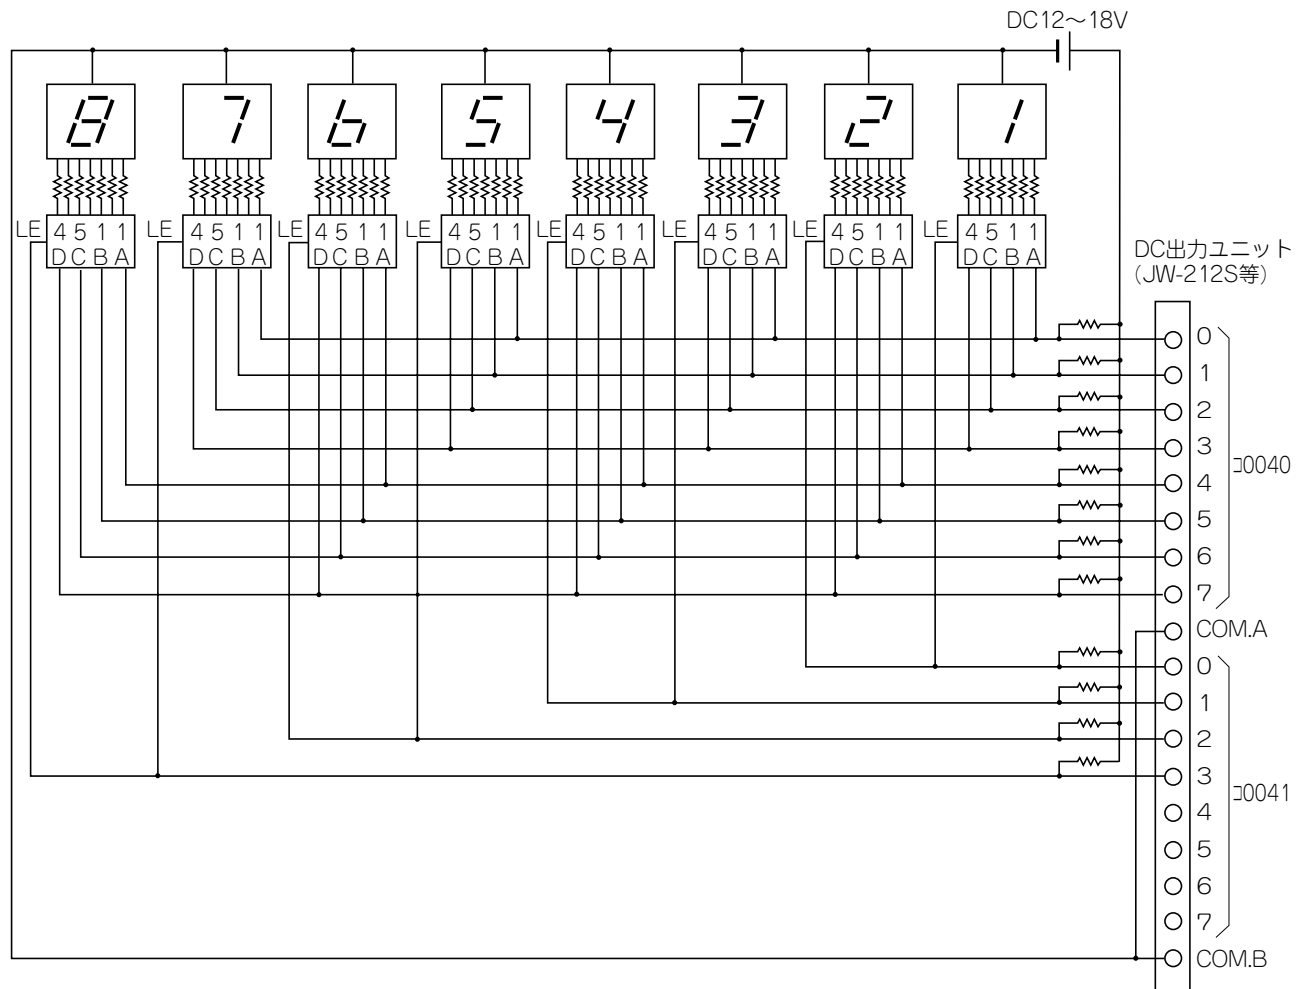 DC12～18V
8 7 6 5 4 3 2 1
LE 4 5 1 1 LE 4 5 1 1 LE 4 5 1 1 LE 4 5 1 1 LE 4 5 1 1 LE 4 5 1 1 LE 4 5 1 1 LE 4 5 1 1
D C B A D C B A D C B A D C B A D C B A D C B A D C B A D C B A
DC出力ユニット
(JW-212S等)
0
1
2
3
コ0040
4
5
6
7
COM.A
0
1
2
3
コ0041
4
5
6
7
COM.B